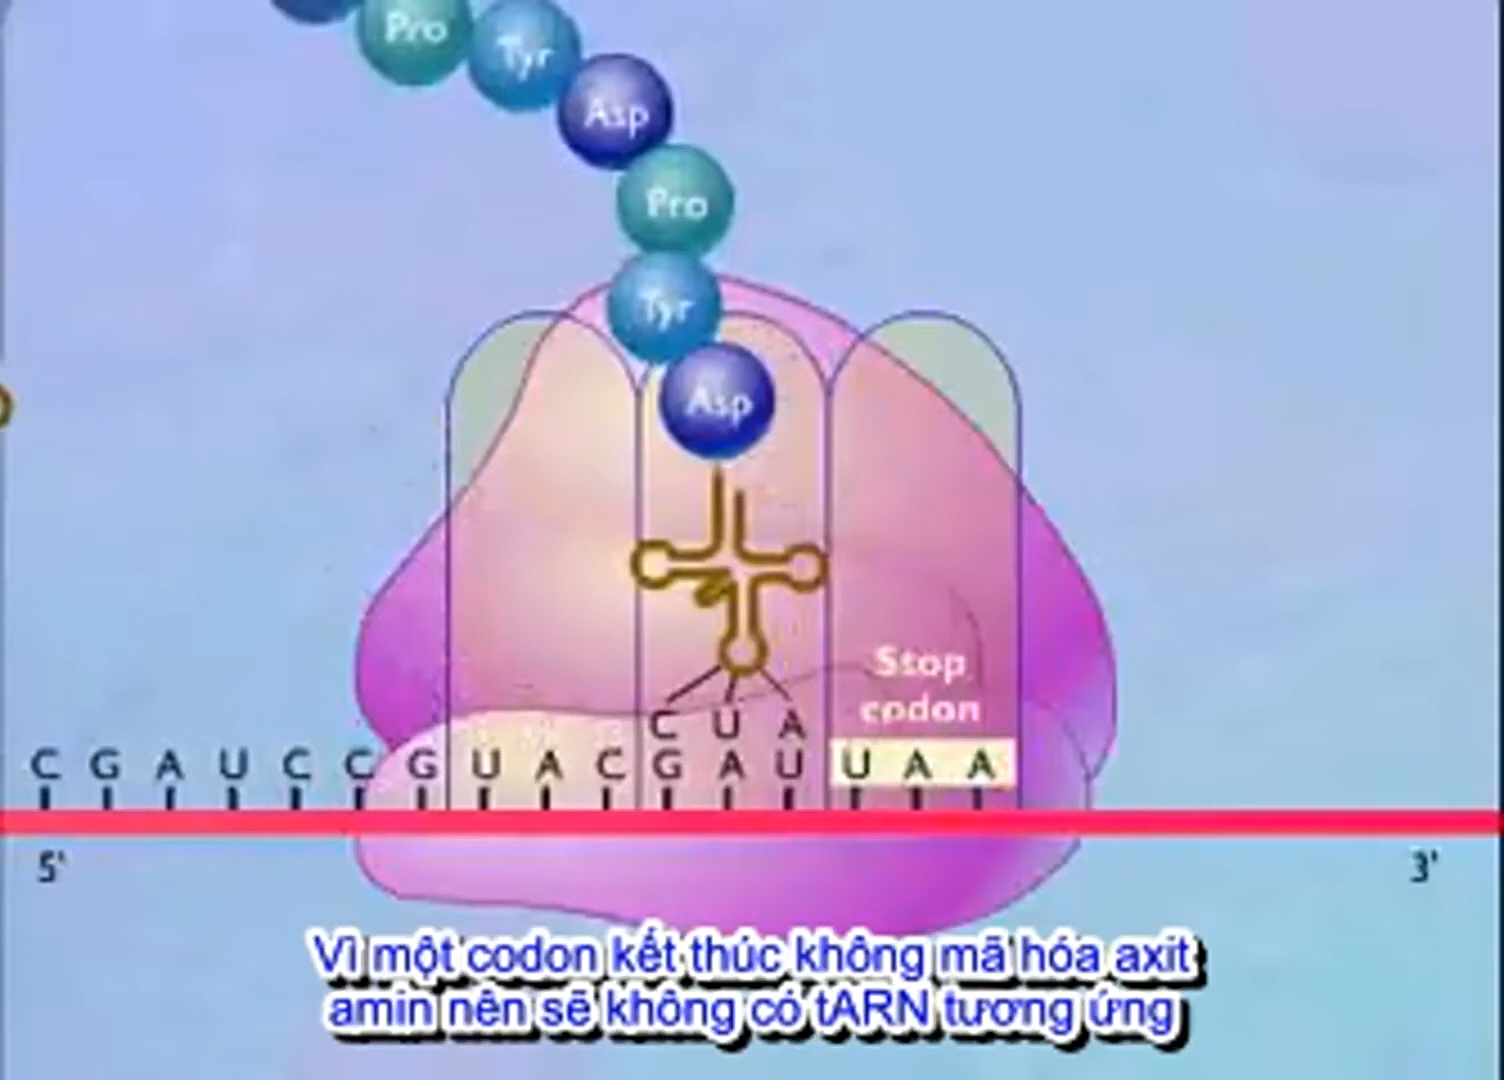 Pro
Tyr
Asp
Pro
Tyr
Asp
Stop
codon
C U A
C G A U C C G U A C G A U U A A
5'
3'
Vì một codon kết thúc không mã hóa axit
amin nên sẽ không có tARN tương ứng